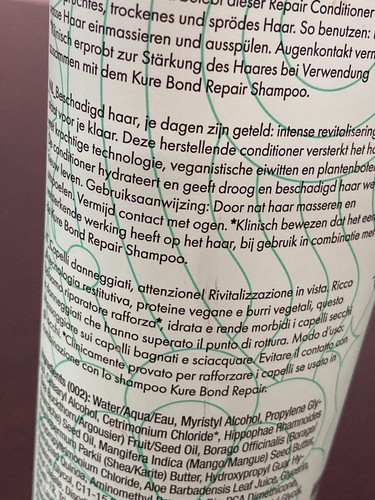 dieser Repair Conditioner
trockenes und sprödes Haar. So benutzen:
Haar einmassieren und ausspülen. Augenkontakt
erprobt zur Stärkung des Haares bei Verwendung
mit dem Kure Bond Repair Shampoo.
NL Beschadigd haar, je dagen zijn geteld: intense revitalisering
voor je klaar. Deze herstellende conditioner versterkt het
technologie, veganistische eiwitten en plantenboter
conditioner hydrateert en geeft droog en beschadigd haar
leven. Gebruiksaanwijzing: Door nat haar masseren en
Vermijd contact met ogen. *Klinisch bewezen dat het een
werking heeft op het haar, bij gebruik in combinatie met
Kure Bond Repair Shampoo.
Capelli danneggiati, attenzione! Rivitalizzazione in vista. Ricco
restitutiva, proteine vegane e burri vegetali, questo
riparatore rafforza*, idrata e rende morbidi i capelli secchi
che hanno superato il punto di rottura. Modo d'uso:
sui capelli bagnati e sciacquare. Evitare il contatto con
*Clinicamente provato per rafforzare i capelli se usato in
con lo shampoo Kure Bond Repair.
(002): Water/Aqua/Eau, Myristyl Alcohol, Propylene Gly-
Alcohol, Cetrimonium Chloride*, Hippophae Rhamnoides
Fruit/Seed Oil, Borago Officinalis (Borage)
Seed Oil, Mangifera Indica (Mango/Mangue) Seed Butter,
Parkii (Shea/Karite) Butter, Hydroxypropyl Guar Hy-
Chloride, Aloe Barbadensis Leaf Juice, Glycerin,
Aminomethyl
C11-15